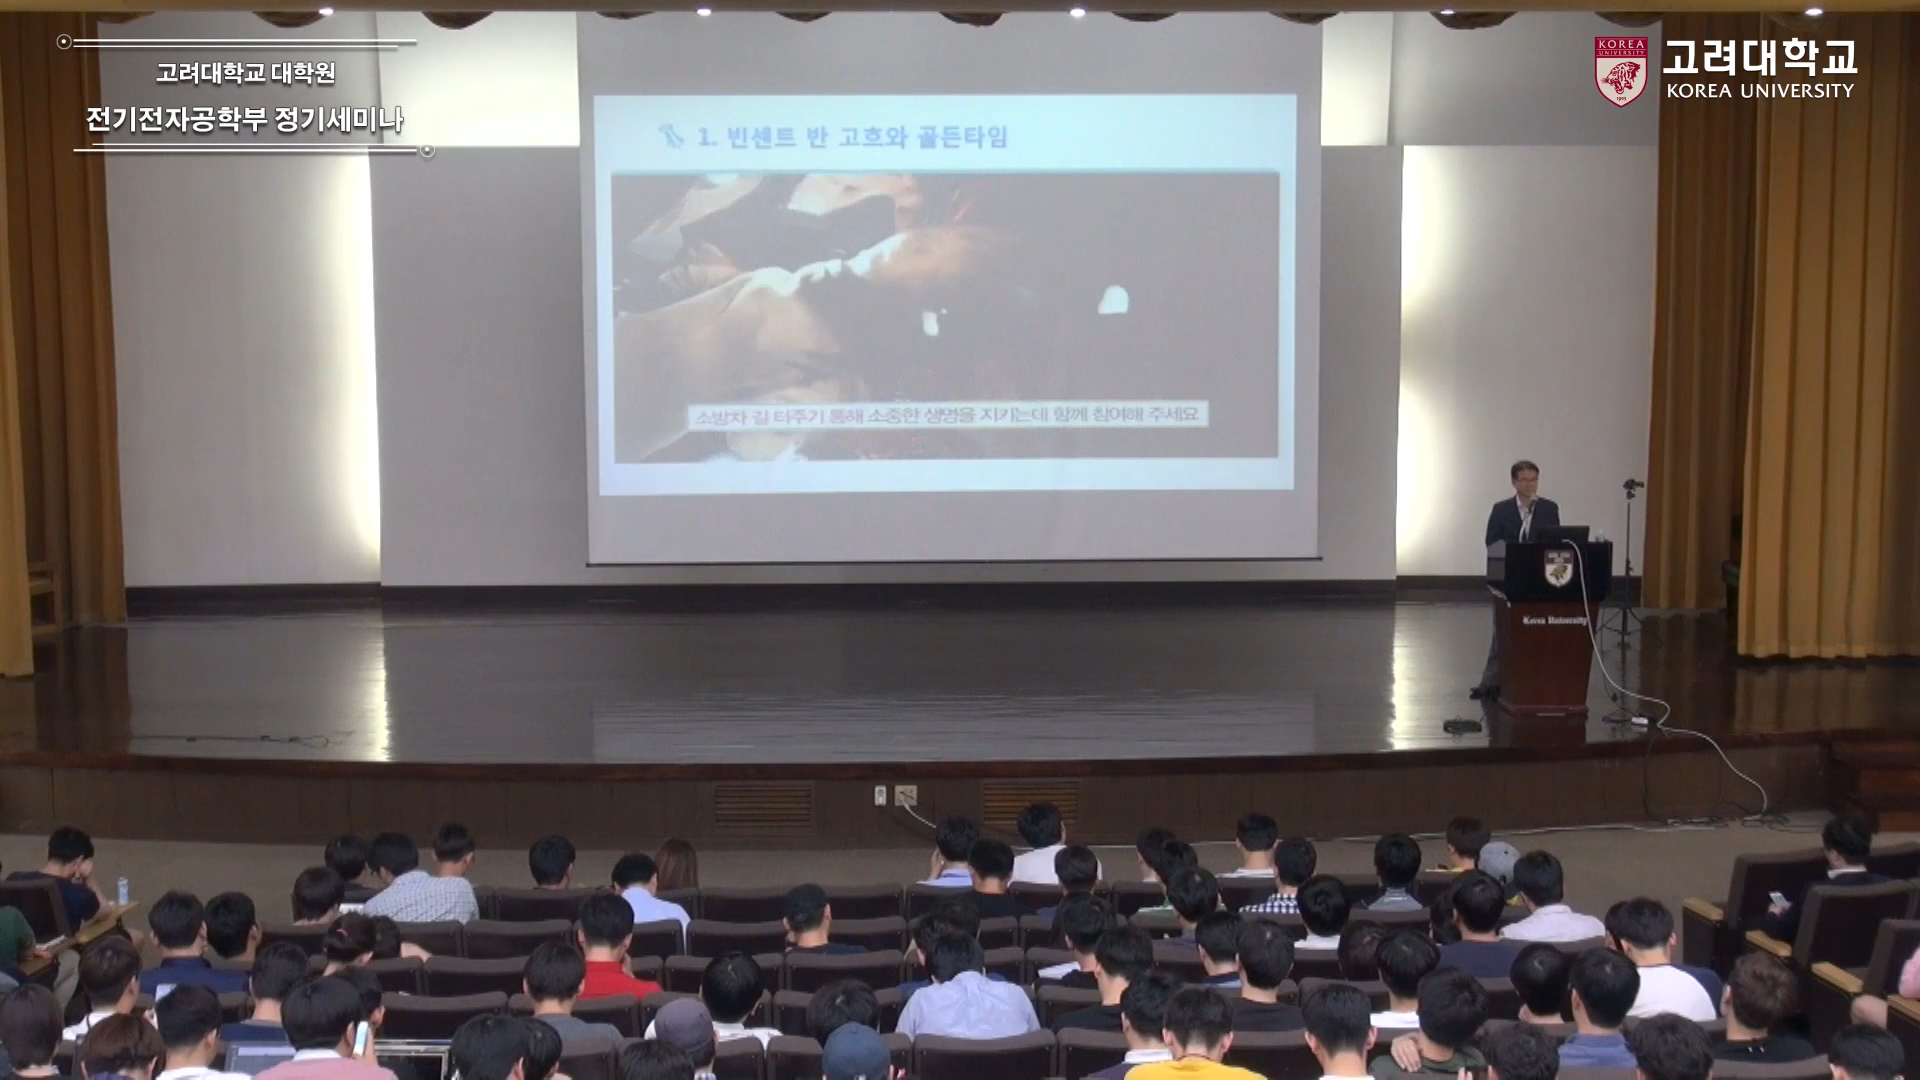 고려대학교 대학원
전기전자공학부 정기세미나
KOREA
UNIVERSITY
1905
고려대학교
KOREA UNIVERSITY
1. 빈센트 반 고흐와 골든타임
소방차 길 터주기 통해 소중한 생명을 지키는데 함께 참여해 주세요
Korea University